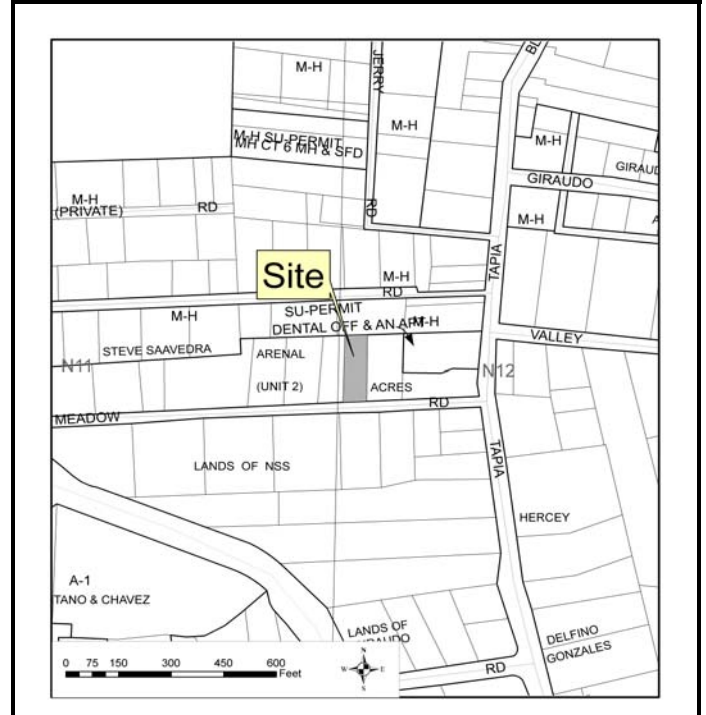 BL
M-H
JERRY
M-H
M-H SU-PERMIT
MH CT 6 MH & SFD
M-H
GIRAUD
GIRAUDO
M-H
(PRIVATE)
RD
RD
M-H
A
TAPIA
Site
M-H
RD
SU-PERMIT
M-H
DENTAL OFF & AN APT
M-H
VALLEY
STEVE SAAVEDRA
ARENAL
N11
N12
(UNIT 2)
ACRES
RD
MEADOW
TAPIA
LANDS OF NSS
HERCEY
A-1
TANO & CHAVEZ
LANDS OF
DELFINO
GONZALES
RD
N
W
E
S
0 75 150 300 450 600
Feet